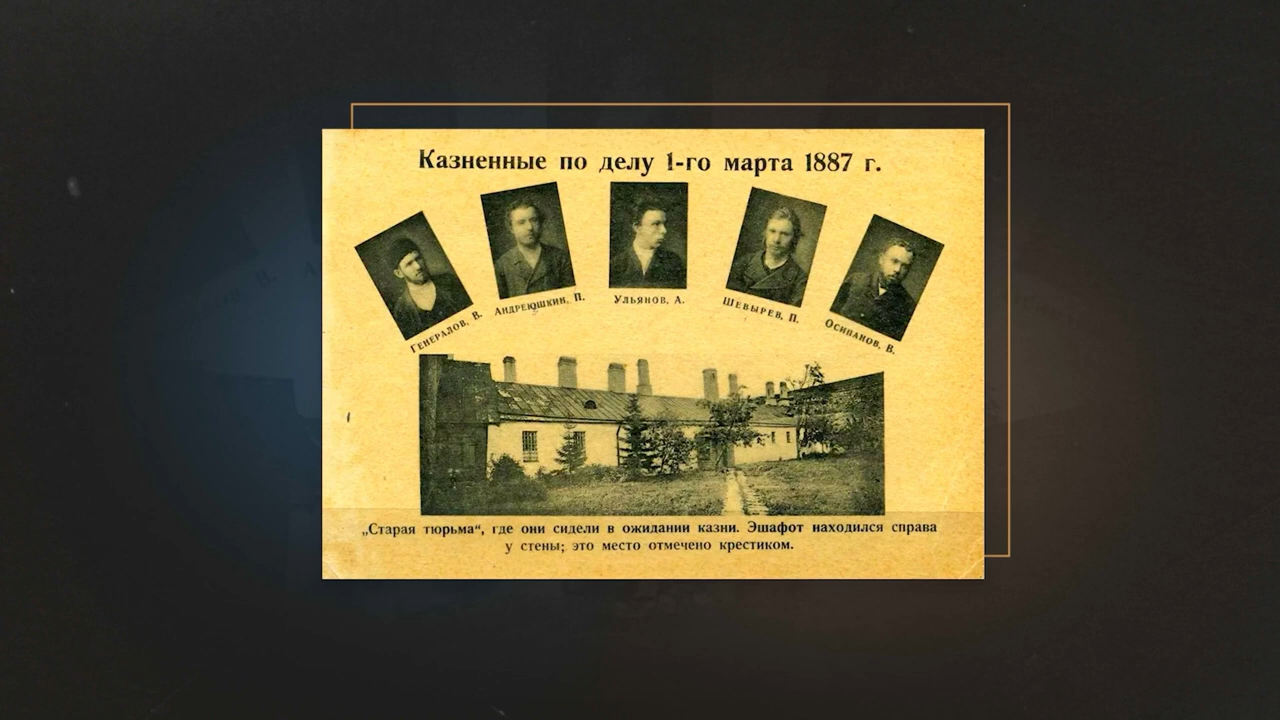 Казненные по делу 1-го марта 1887 г.
Генералов, В.
Андреюшкин, П.
Ульянов, А.
Шевырев, П.
Осипанов, В.
„Старая тюрьма“, где они сидели в ожидании казни. Эшафот находился справа
у стены; это место отмечено крестиком.